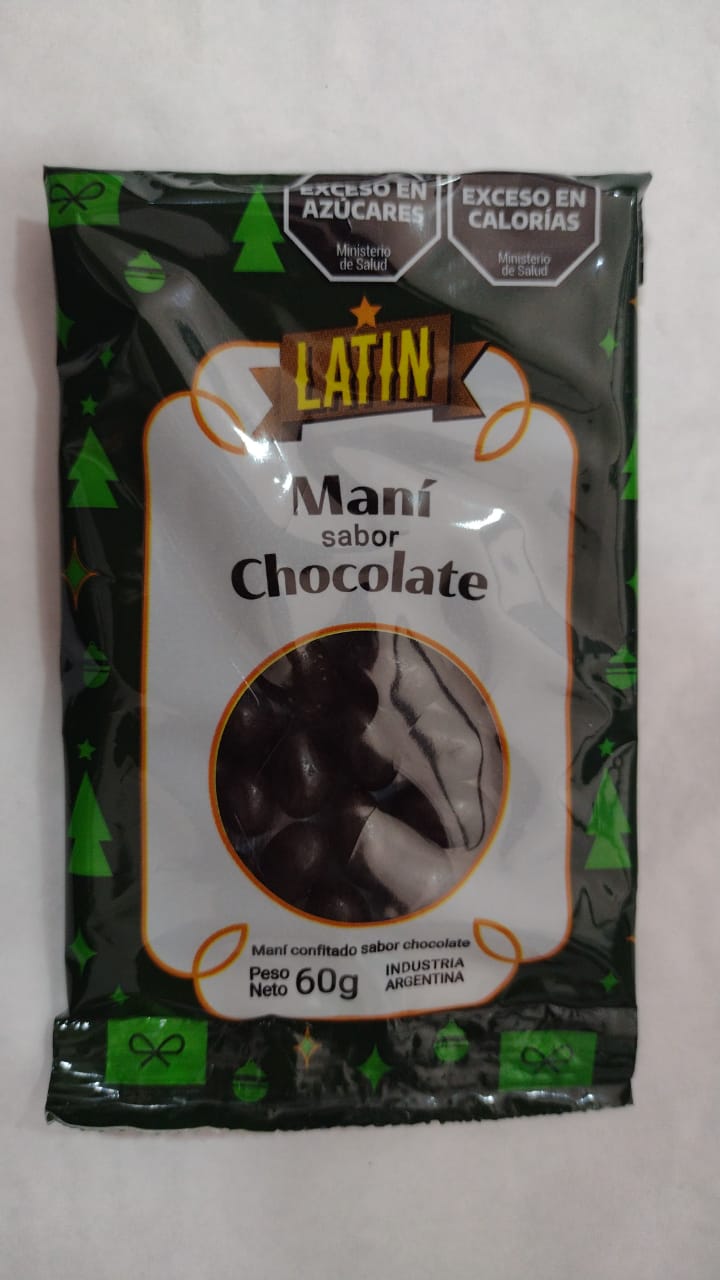 EXCESO EN
AZÚCARES
Ministerio
de Salud
EXCESO EN
CALORÍAS
Ministerio
de Salud
LATIN
Maní
sabor
Chocolate
Maní confitado sabor chocolate
Peso
Neto 60g
INDUSTRIA
ARGENTINA